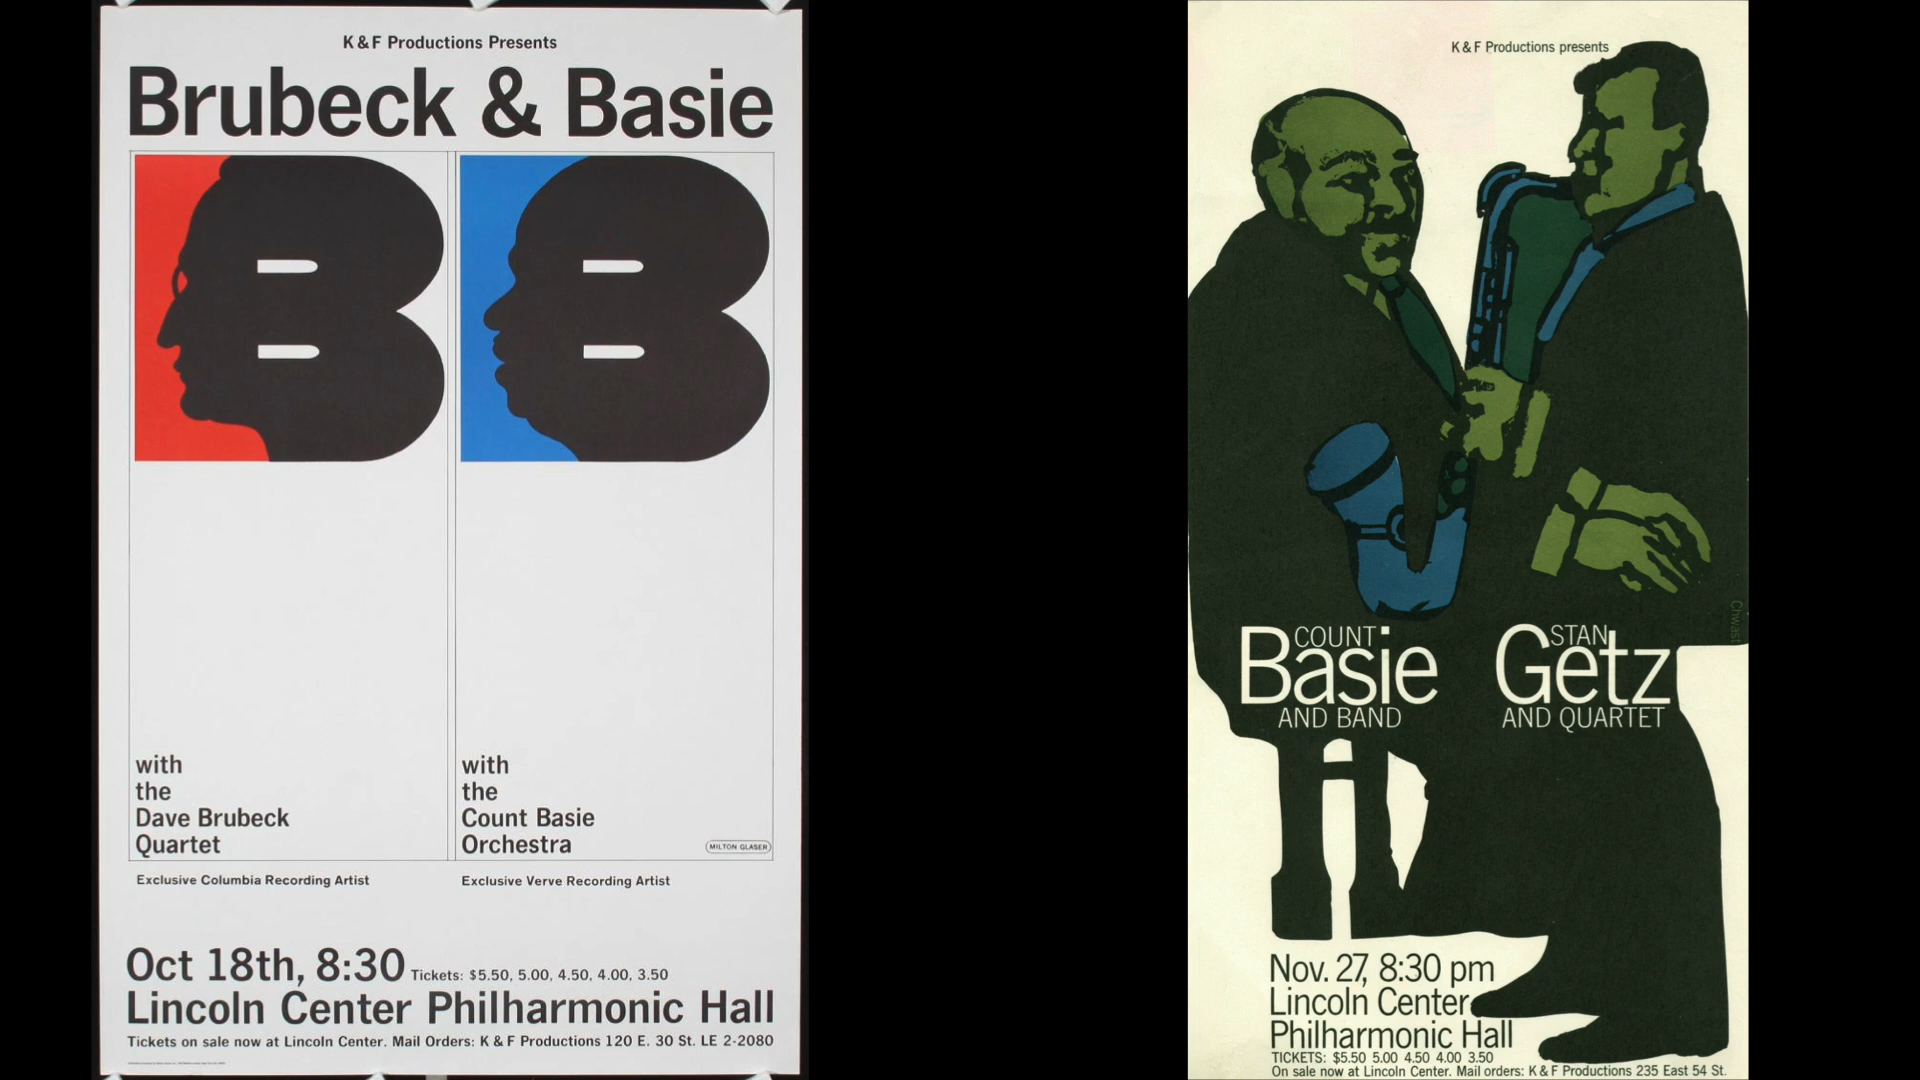 K & F Productions Presents
Brubeck & Basie
with
the
Dave Brubeck
Quartet
with
the
Count Basie
Orchestra
MILTON GLASER
Exclusive Columbia Recording Artist
Exclusive Verve Recording Artist
Oct 18th, 8:30 Tickets: $5.50, 5.00, 4.50, 4.00, 3.50
Lincoln Center Philharmonic Hall
Tickets on sale now at Lincoln Center. Mail Orders: K & F Productions 120 E. 30 St. LE 2-2080
K & F Productions presents
Chwast
COUNT
Basie
AND BAND
STAN
Getz
AND QUARTET
Nov. 27, 8:30 pm
Lincoln Center
Philharmonic Hall
TICKETS: $5.50 5.00 4.50 4.00 3.50
On sale now at Lincoln Center. Mail orders: K & F Productions 235 East 54 St.